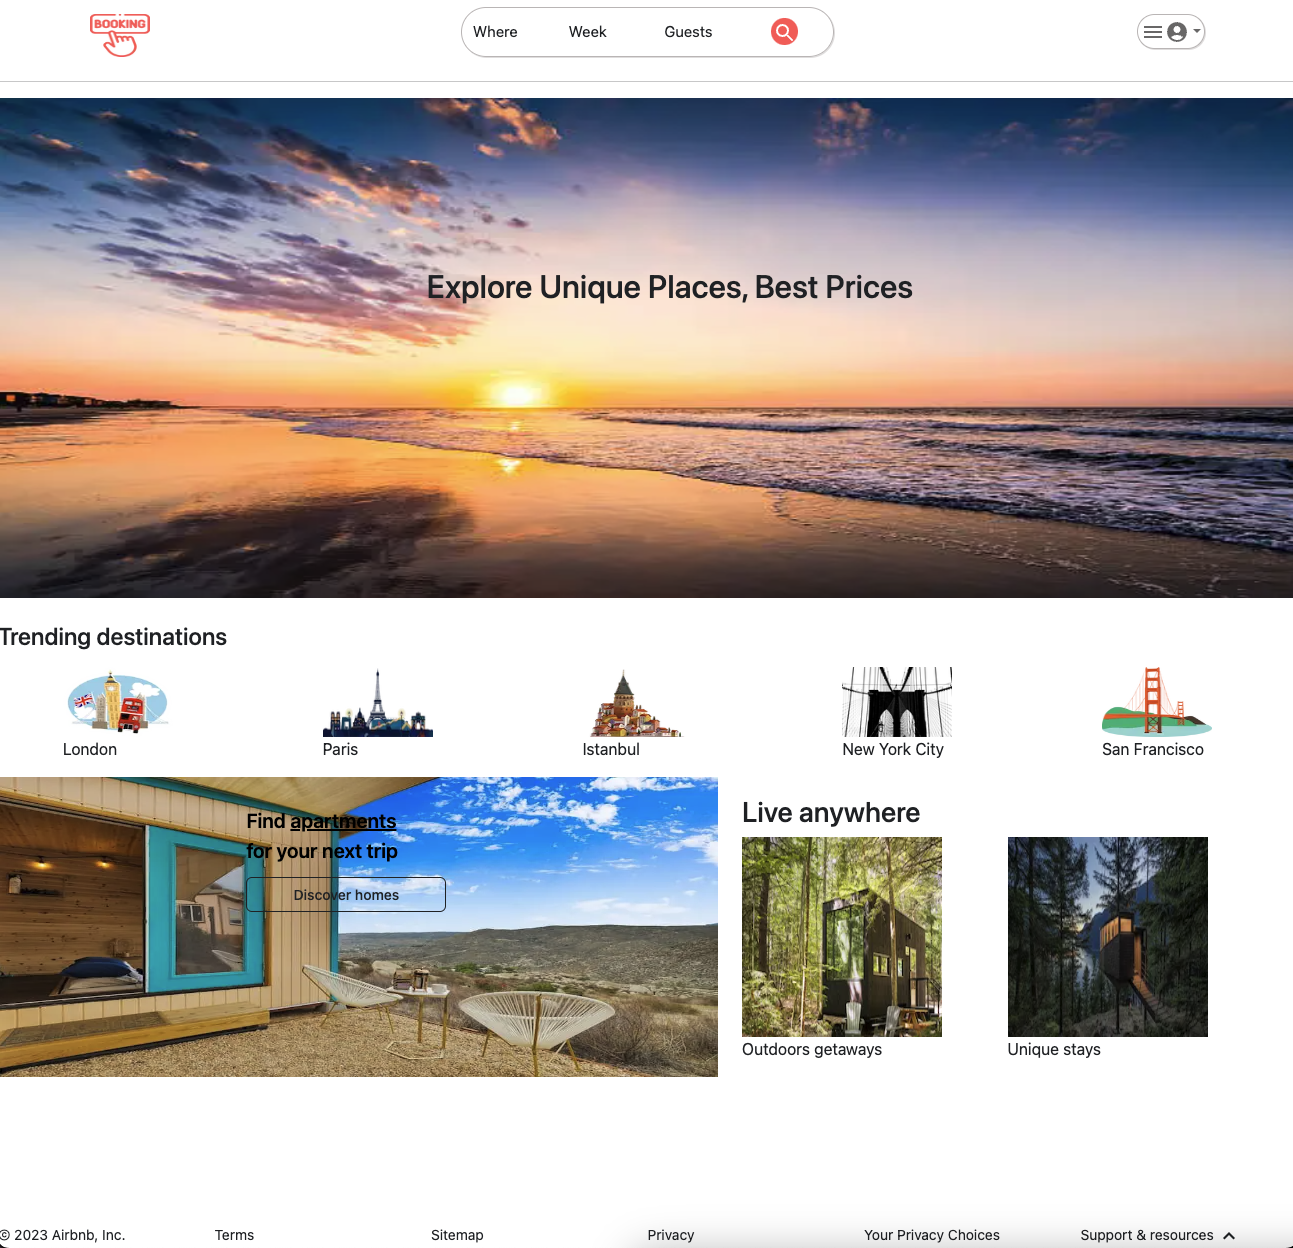 BOOKING
Where Week Guests
Explore Unique Places, Best Prices
Trending destinations
London Paris Istanbul New York City San Francisco
Find apartments
for your next trip
Discover homes
Live anywhere
Outdoors getaways Unique stays
© 2023 Airbnb, Inc. Terms Sitemap Privacy Your Privacy Choices Support & resources